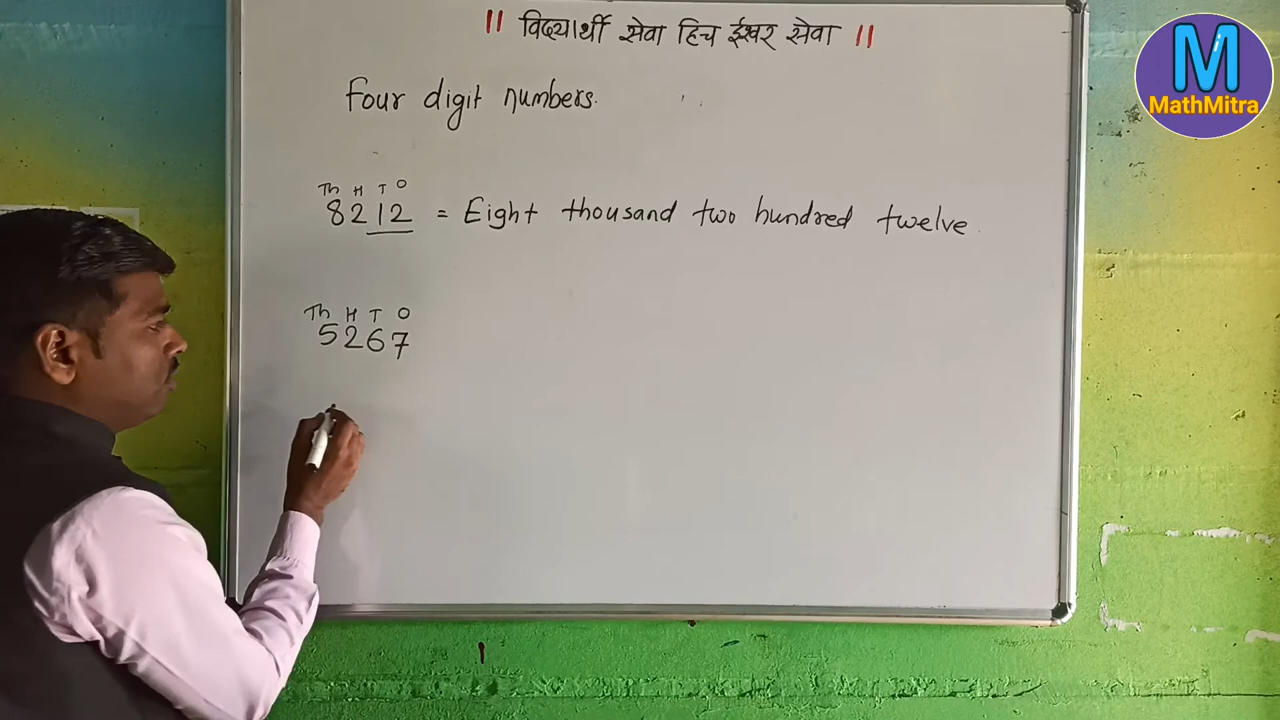 || विद्यार्थी सेवा हिच ईश्वर सेवा ||
M
MathMitra
Four digit numbers.
Th H T O
8212 = Eight thousand two hundred twelve
Th H T O
5267